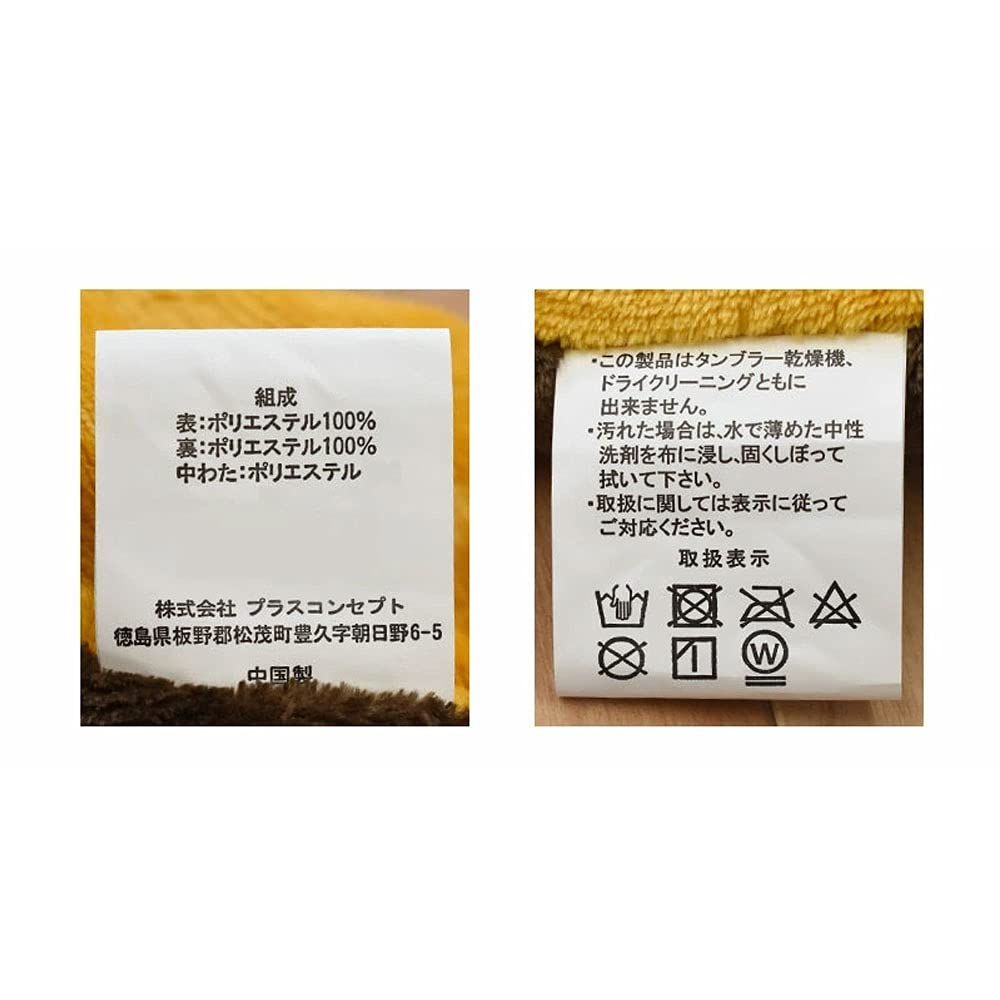 組成
表:ポリエステル100%
裏:ポリエステル100%
中わた:ポリエステル
株式会社 プラスコンセプト
徳島県板野郡松茂町豊久字朝日野6-5
中国製
・この製品はタンブラー乾燥機、
ドライクリーニングともに
出来ません。
・汚れた場合は、水で薄めた中性
洗剤を布に浸し、固くしぼって
拭いて下さい。
・取扱に関しては表示に従って
ご対応ください。
取扱表示
W